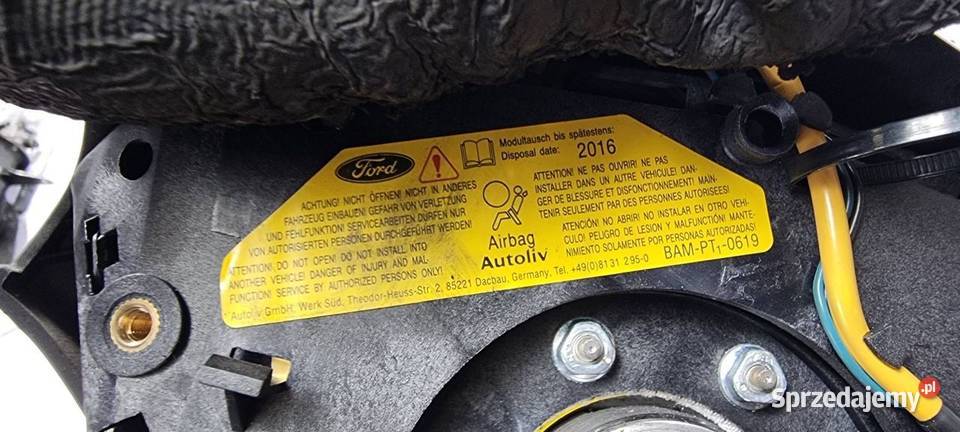 Ford
Modultausch bis spätestens:
Disposal date: 2016
ACHTUNG! NICHT ÖFFNEN! NICHT IN ANDERES
FAHRZEUG EINBAUEN! GEFAHR VON VERLETZUNG
UND FEHLFUNKTION! SERVICEARBEITEN DÜRFEN NUR
VON AUTORISIERTEN PERSONEN DURCHGEFÜHRT WERDEN!
ATTENTION! DO NOT OPEN! DO NOT INSTALL INTO
ANOTHER VEHICLE! DANGER OF INJURY AND MAL
FUNCTION! SERVICE BY AUTHORIZED PERSONS ONLY!
Airbag
Autoliv
ATTENTION! NE PAS OUVRIR! NE PAS
INSTALLER DANS UN AUTRE VEHICULE! DAN-
GER DE BLESSURE ET DISFONCTIONEMENT! MAIN-
TENIR SEULEMENT PAR DES PERSONNES AUTORISEES!
ATENCIÓN! NO ABRIR! NO INSTALAR EN OTRO VEHI-
CULO! PELIGRO DE LESION Y MALFUNCIÓN! MANTE-
NIMIENTO SOLAMENTE POR PERSONAS AUTORIZADAS!
Autoliv GmbH, Werk Süd, Theodor-Heuss-Str. 2, 85221 Dacbau, Germany, Tel. +49(0)8131 295-0
BAM-PT₁-0619
Sprzedajemy.pl